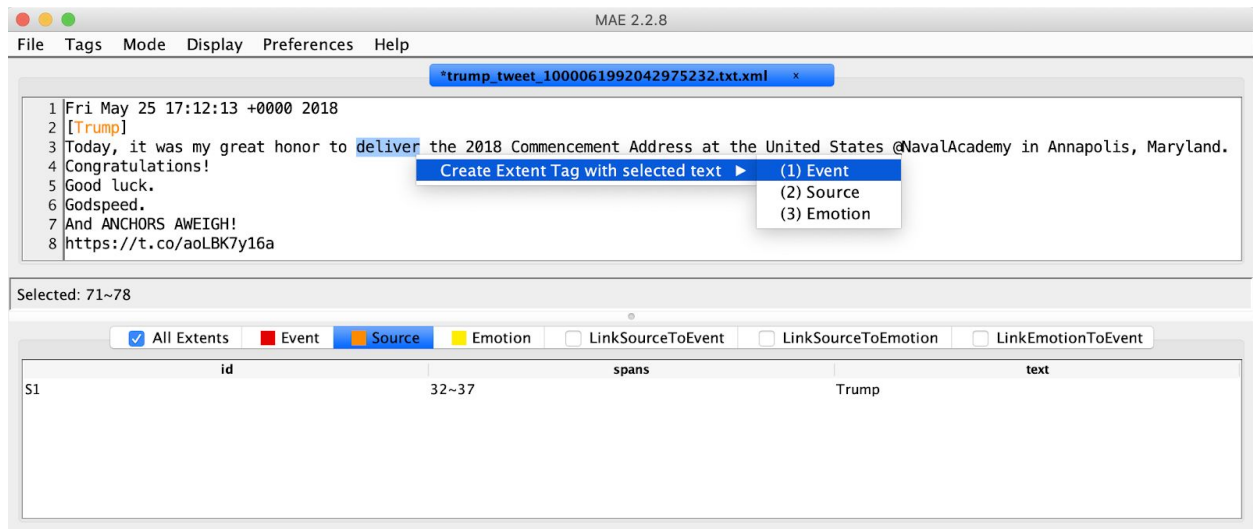 MAE 2.2.8
File Tags Mode Display Preferences Help
*trump_tweet_1000061992042975232.txt.xml x
1 Fri May 25 17:12:13 +0000 2018
2 [Trump]
3 Today, it was my great honor to deliver the 2018 Commencement Address at the United States @NavalAcademy in Annapolis, Maryland.
4 Congratulations!
5 Good luck.
6 Godspeed.
7 And ANCHORS AWEIGH!
8 https://t.co/aoLBK7y16a
Create Extent Tag with selected text ▶
(1) Event
(2) Source
(3) Emotion
Selected: 71~78
All Extents Event Source Emotion LinkSourceToEvent LinkSourceToEmotion LinkEmotionToEvent
id spans text
S1 32~37 Trump